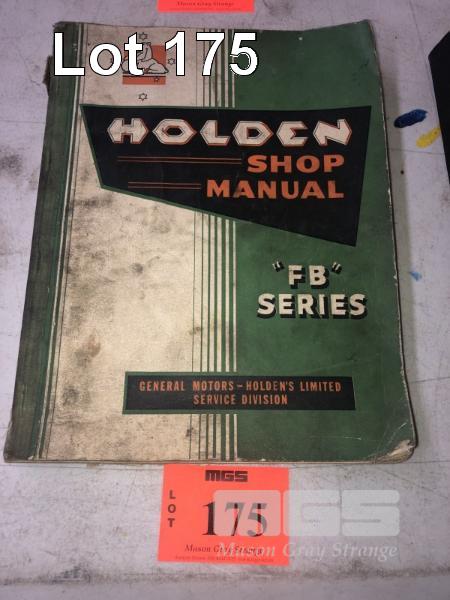 Lot 175
HOLDEN
SHOP
MANUAL
"FB"
SERIES
GENERAL MOTORS - HOLDEN'S LIMITED
SERVICE DIVISION
MGS
LOT
175
Mason Gray Strange
MGS
Mason Gray Strange